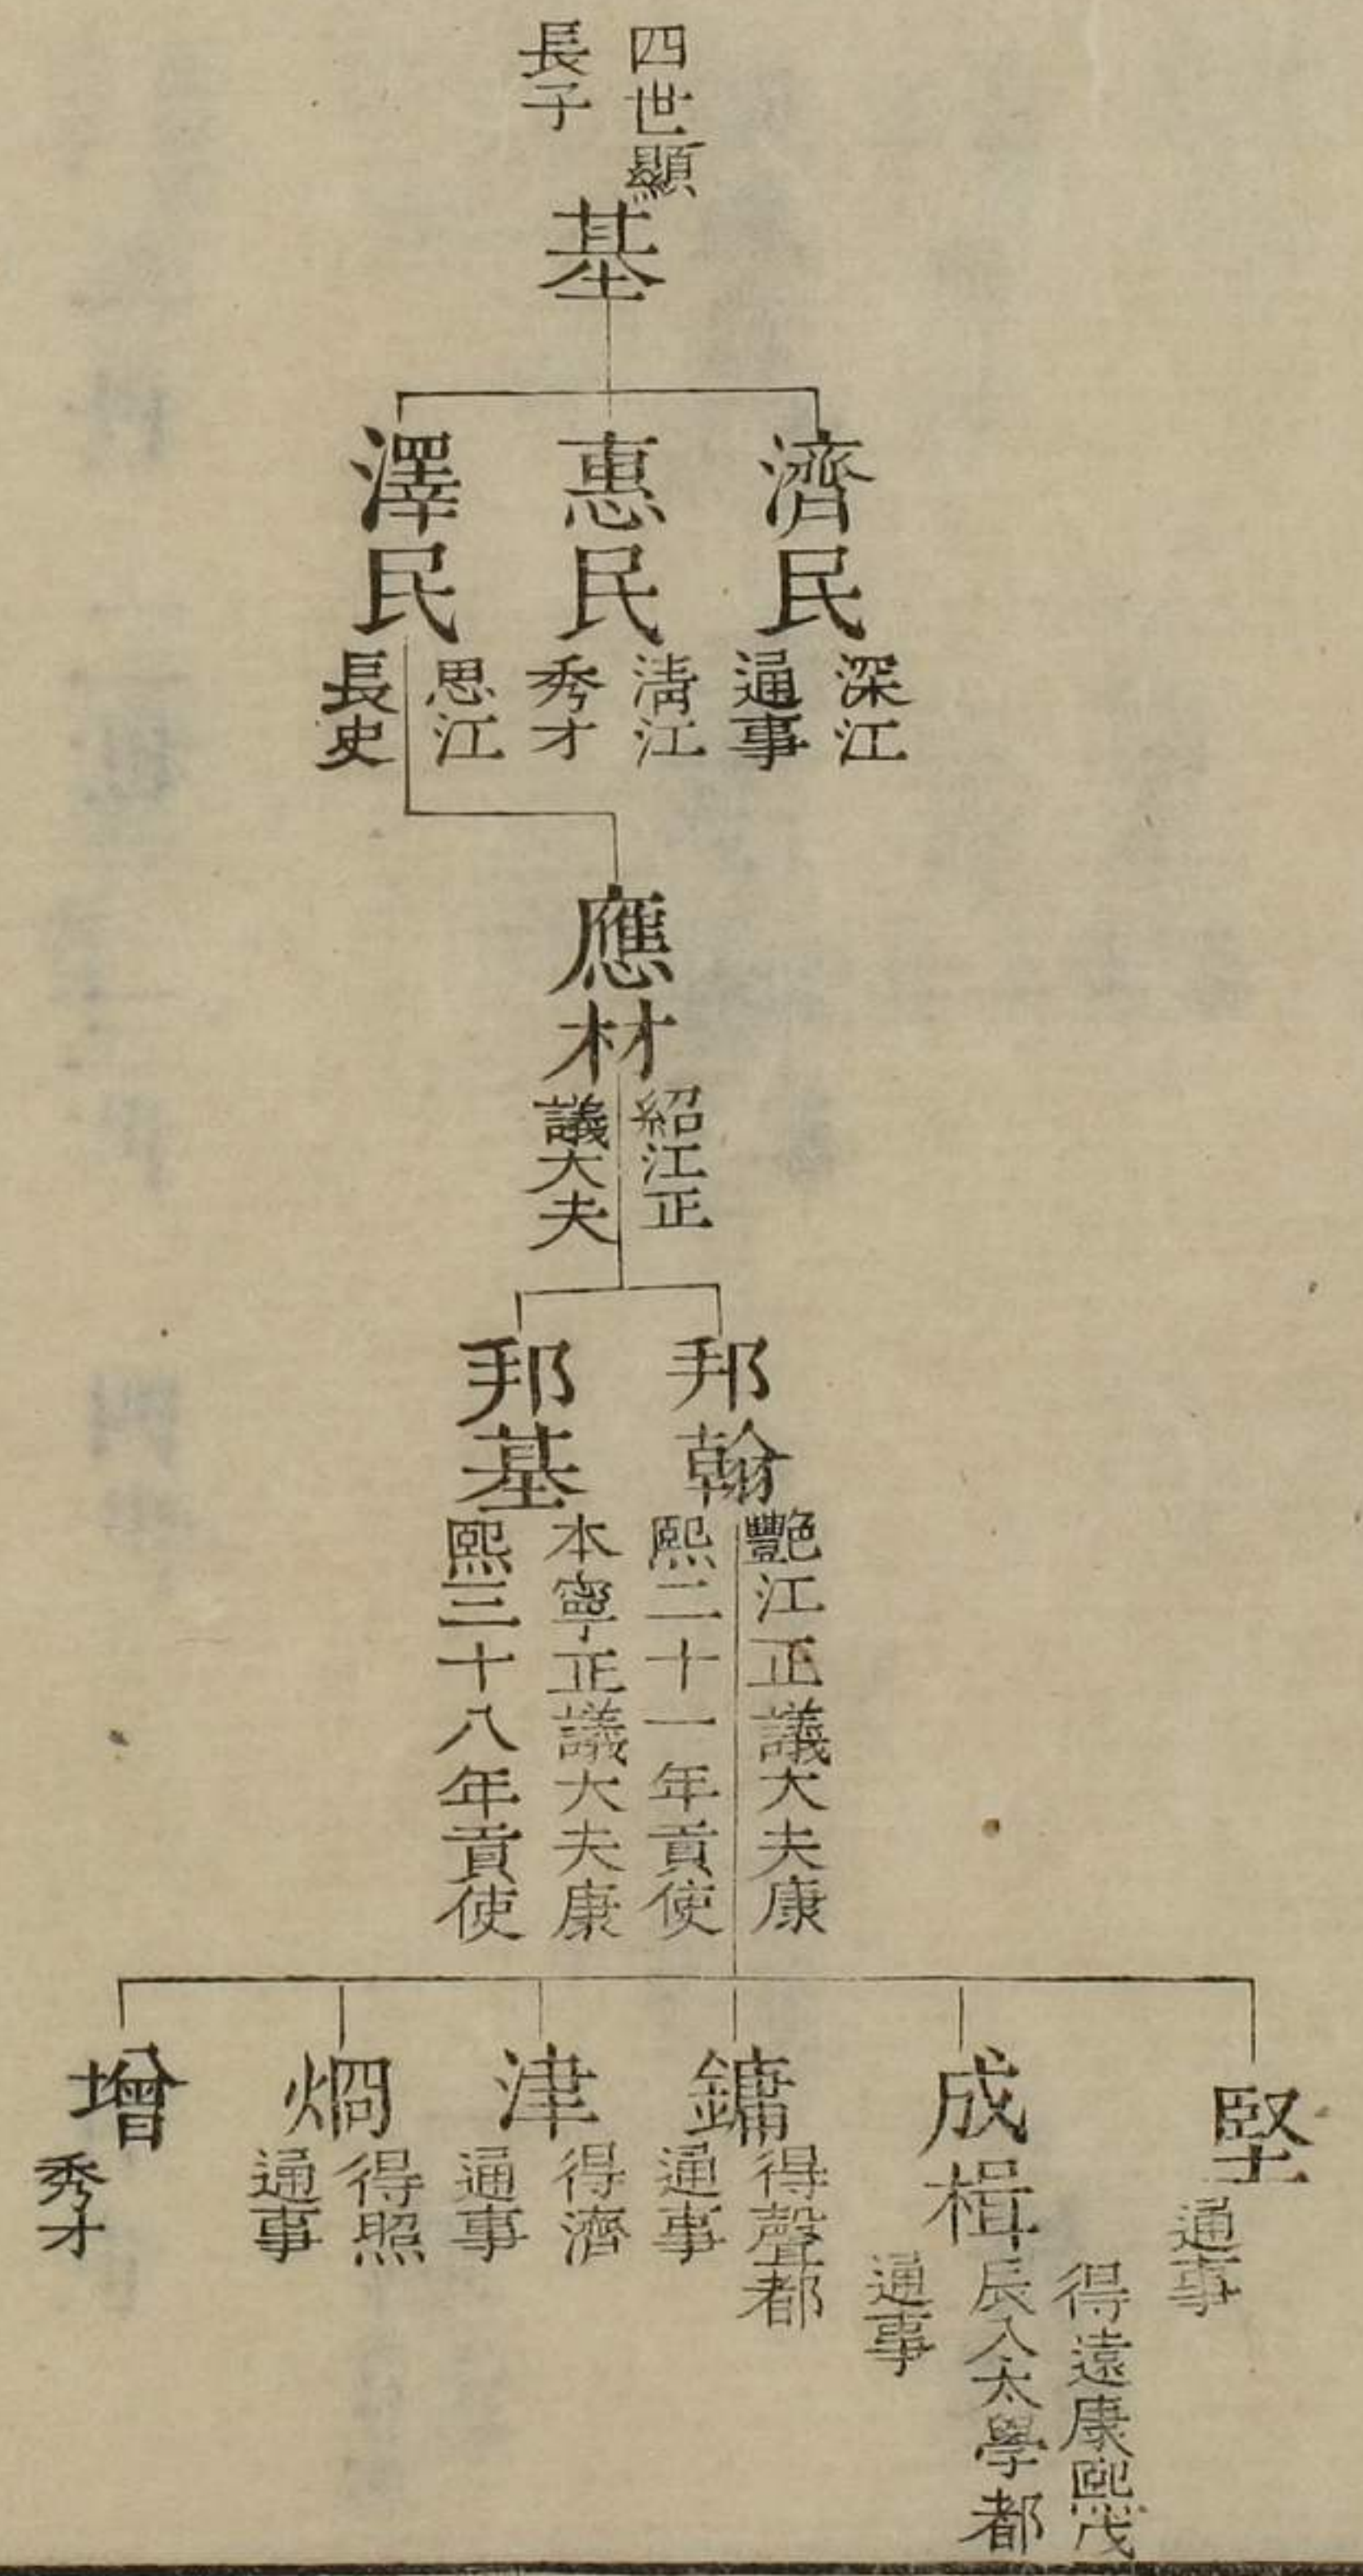 四世顯
長子
基
濟民
深江
通事
惠民
淸江
秀才
澤民
思江
長史
應材
紹江正
議大夫
邦翰
艷江正議大夫康
熙二十一年貢使
邦基
本寧正議大夫康
熙三十八年貢使
堅
通事
成楫
得遠康熙戊
辰入太學都
通事
鏞
得聲都
通事
津
得濟
通事
烱
得照
通事
增
秀才